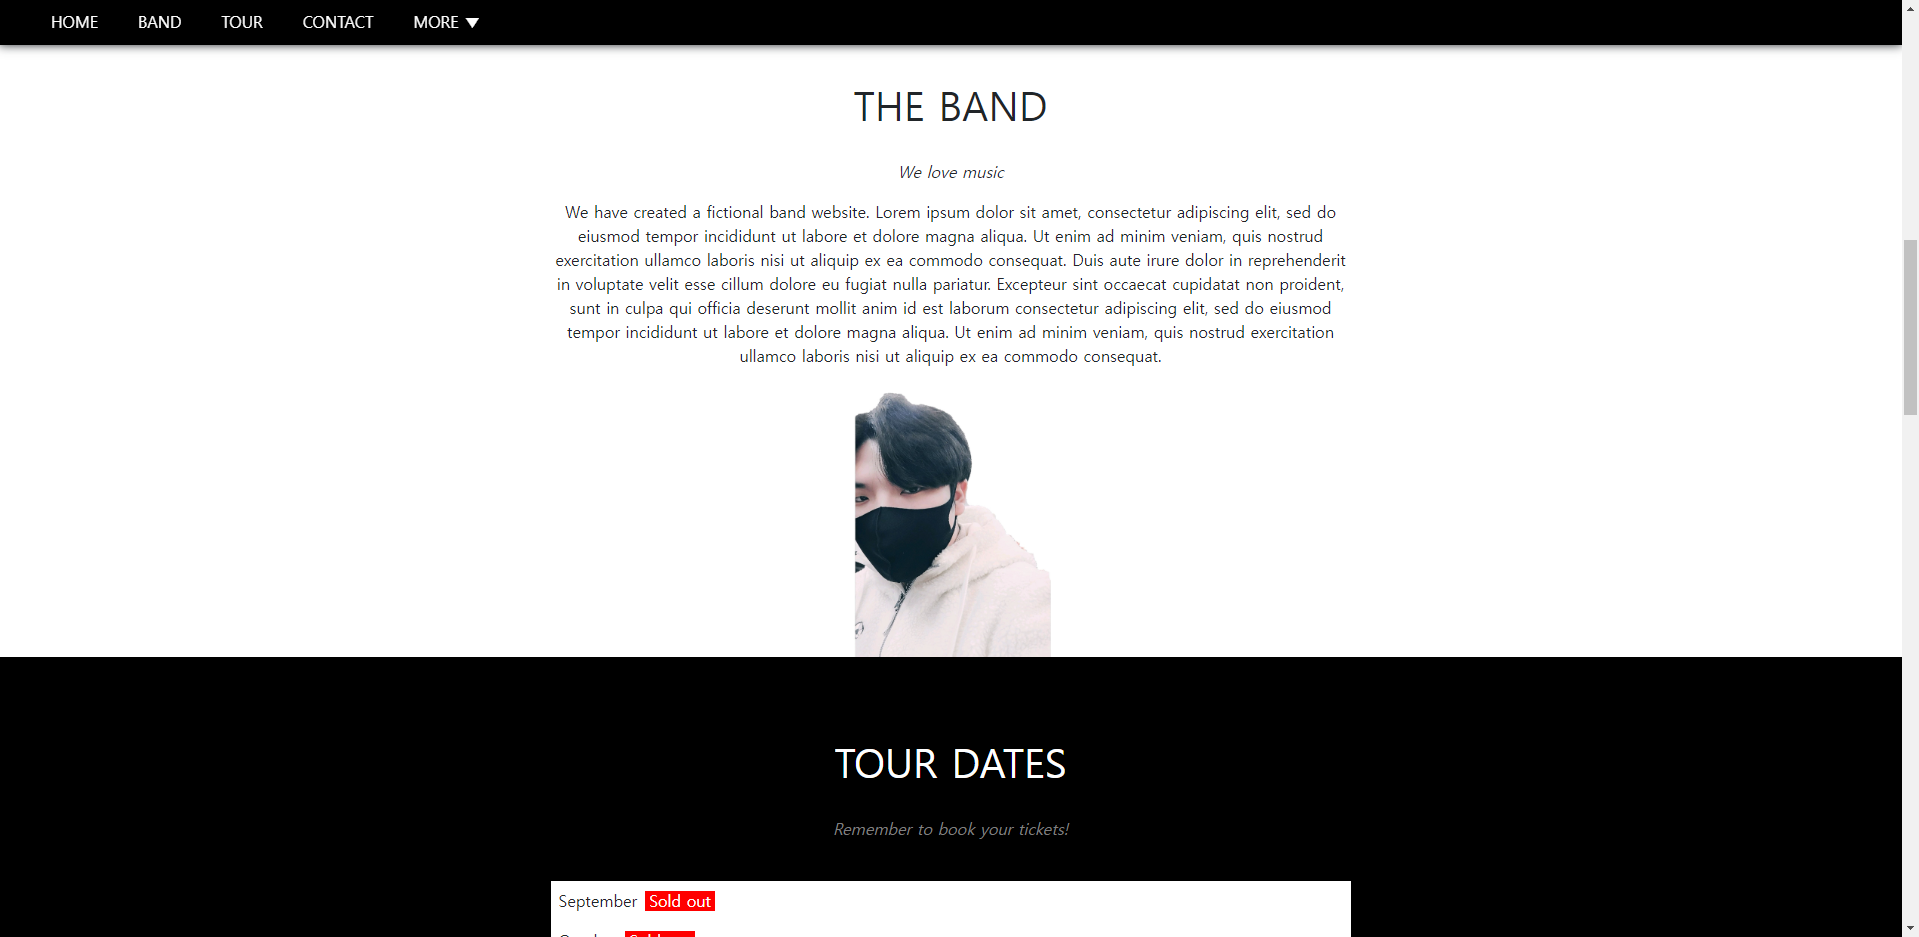 HOME BAND TOUR CONTACT MORE ▼
THE BAND
We love music
We have created a fictional band website. Lorem ipsum dolor sit amet, consectetur adipiscing elit, sed do
eiusmod tempor incididunt ut labore et dolore magna aliqua. Ut enim ad minim veniam, quis nostrud
exercitation ullamco laboris nisi ut aliquip ex ea commodo consequat. Duis aute irure dolor in reprehenderit
in voluptate velit esse cillum dolore eu fugiat nulla pariatur. Excepteur sint occaecat cupidatat non proident,
sunt in culpa qui officia deserunt mollit anim id est laborum consectetur adipiscing elit, sed do eiusmod
tempor incididunt ut labore et dolore magna aliqua. Ut enim ad minim veniam, quis nostrud exercitation
ullamco laboris nisi ut aliquip ex ea commodo consequat.
TOUR DATES
Remember to book your tickets!
September Sold out